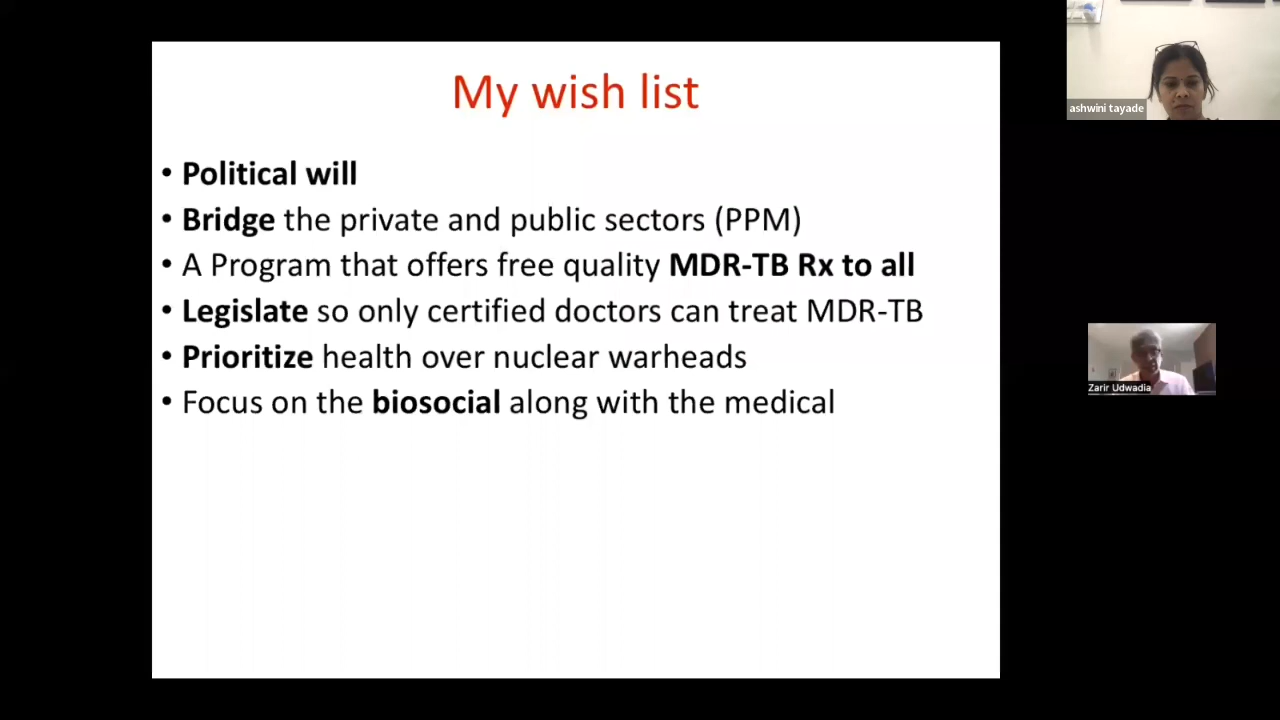 My wish list
• Political will
• Bridge the private and public sectors (PPM)
• A Program that offers free quality MDR-TB Rx to all
• Legislate so only certified doctors can treat MDR-TB
• Prioritize health over nuclear warheads
• Focus on the biosocial along with the medical
ashwini tayade
Zarir Udwadia